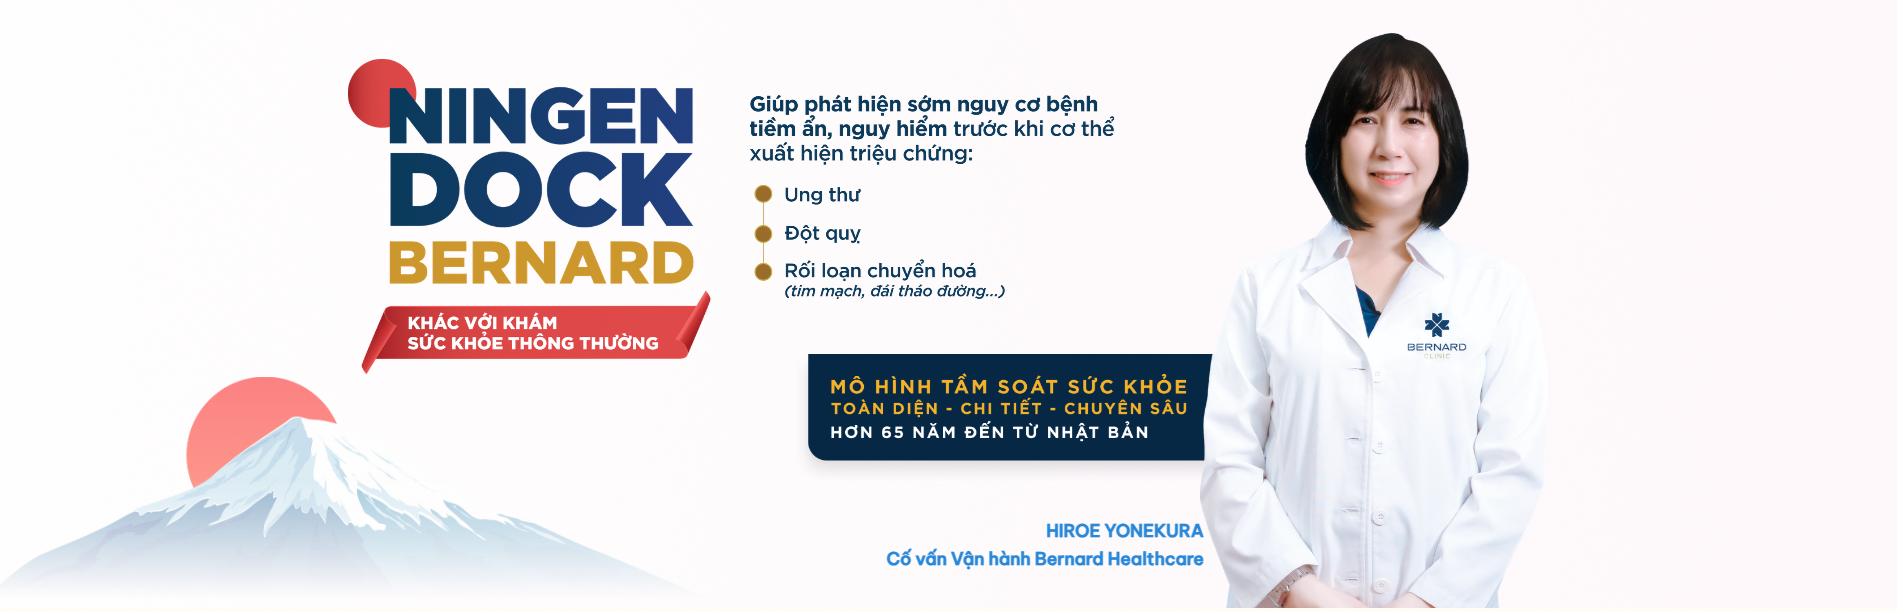 NINGEN
DOCK
BERNARD
KHÁC VỚI KHÁM
SỨC KHỎE THÔNG THƯỜNG
Giúp phát hiện sớm nguy cơ bệnh
tiềm ẩn, nguy hiểm trước khi cơ thể
xuất hiện triệu chứng:
Ung thư
Đột quỵ
Rối loạn chuyển hoá
(tim mạch, đái tháo đường...)
MÔ HÌNH TẦM SOÁT SỨC KHỎE
TOÀN DIỆN - CHI TIẾT - CHUYÊN SÂU
HƠN 65 NĂM ĐẾN TỪ NHẬT BẢN
HIROE YONEKURA
Cố vấn Vận hành Bernard Healthcare
BERNARD
CLINIC